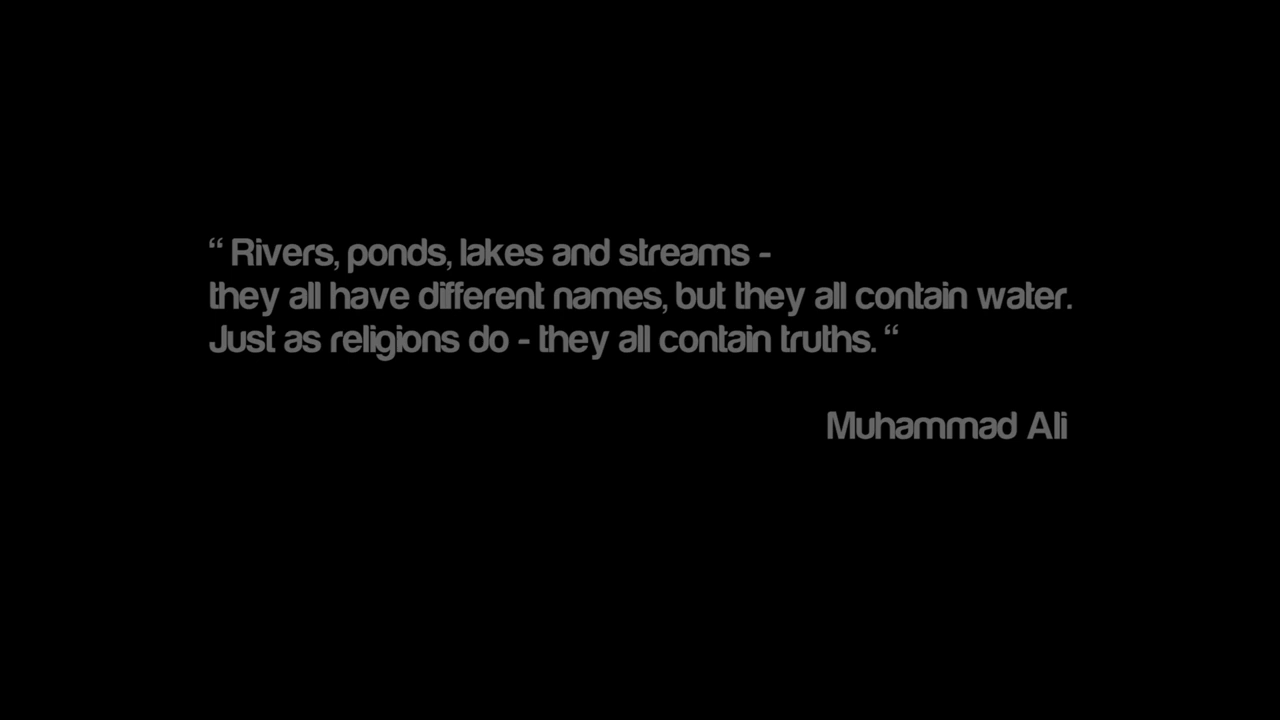 “ Rivers, ponds, lakes and streams -
they all have different names, but they all contain water.
Just as religions do - they all contain truths. “
Muhammad Ali